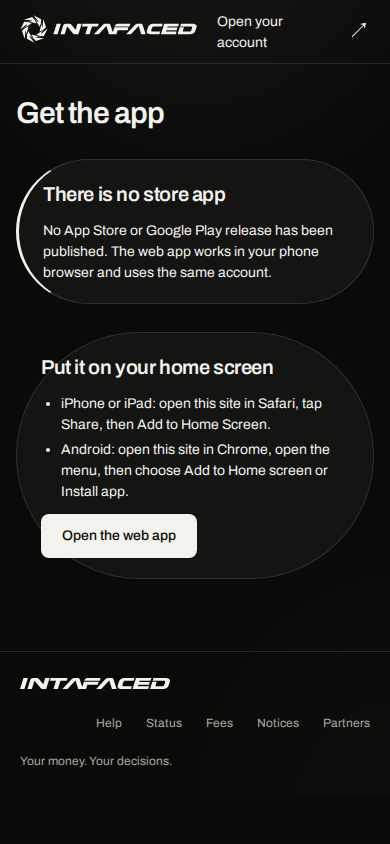 INTAFACED
Open your
account
Get the app
There is no store app
No App Store or Google Play release has been
published. The web app works in your phone
browser and uses the same account.
Put it on your home screen
• iPhone or iPad: open this site in Safari, tap
Share, then Add to Home Screen.
• Android: open this site in Chrome, open the
menu, then choose Add to Home screen or
Install app.
Open the web app
INTAFACED
Help Status Fees Notices Partners
Your money. Your decisions.